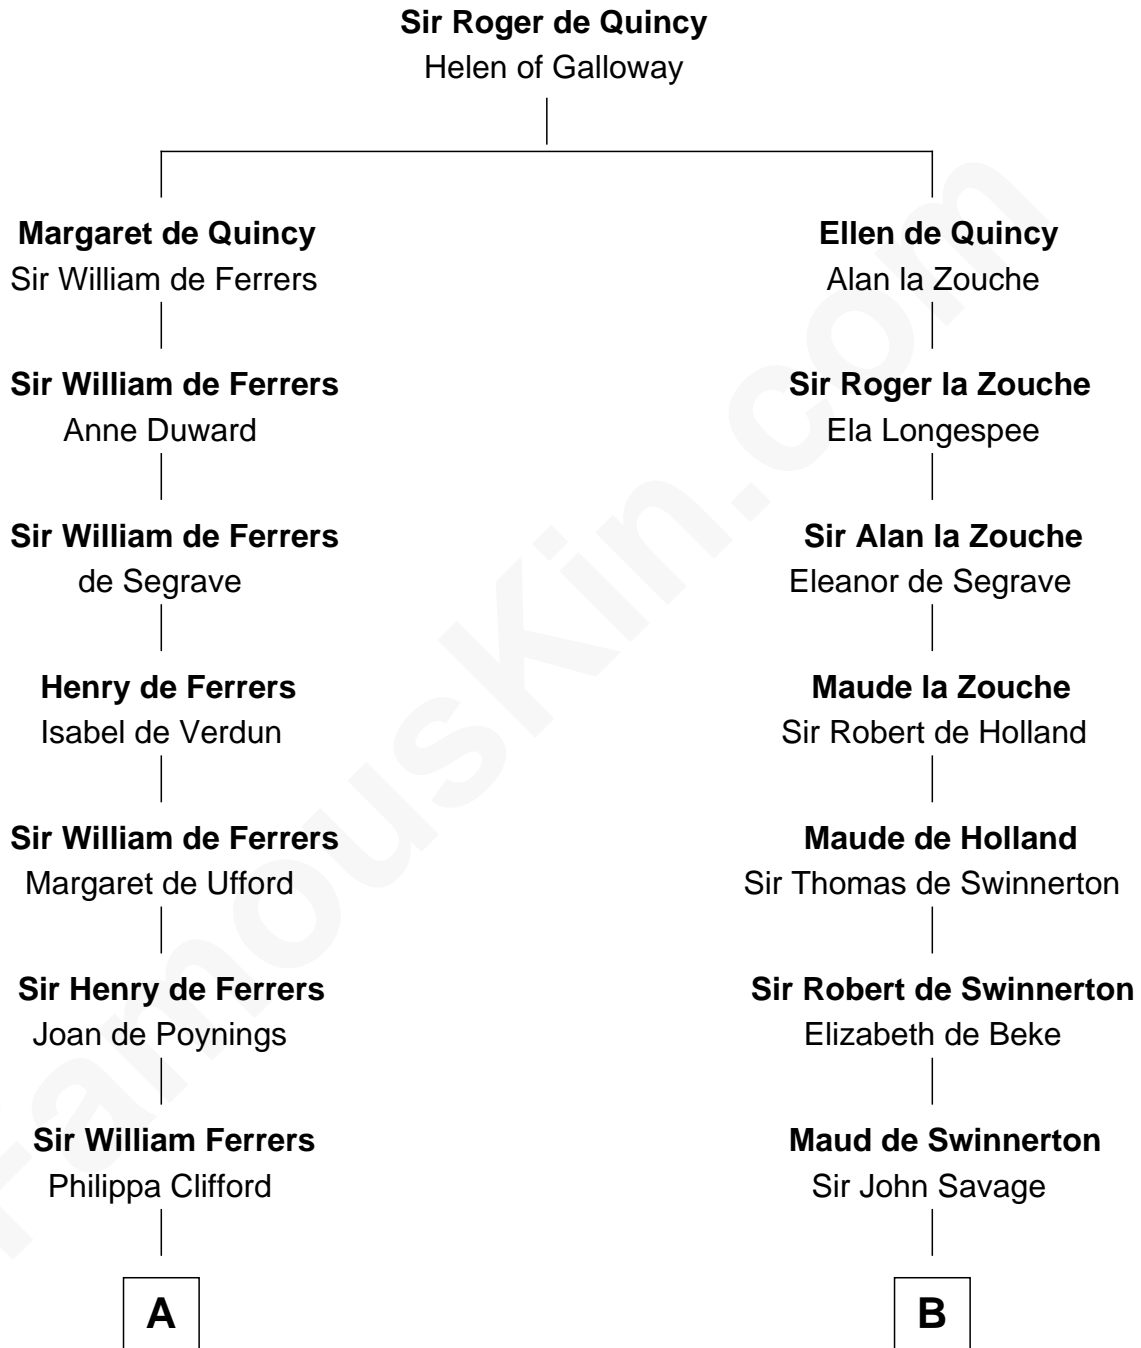 Sir Roger de Quincy
Helen of Galloway
Margaret de Quincy
Sir William de Ferrers
Ellen de Quincy
Alan la Zouche
Sir William de Ferrers
Anne Duward
Sir Roger la Zouche
Ela Longespee
Sir William de Ferrers
de Segrave
Sir Alan la Zouche
Eleanor de Segrave
Henry de Ferrers
Isabel de Verdun
Maude la Zouche
Sir Robert de Holland
Sir William de Ferrers
Margaret de Ufford
Maude de Holland
Sir Thomas de Swinnerton
Sir Henry de Ferrers
Joan de Poynings
Sir Robert de Swinnerton
Elizabeth de Beke
Sir William Ferrers
Philippa Clifford
Maud de Swinnerton
Sir John Savage
A
B
FamousKin.com